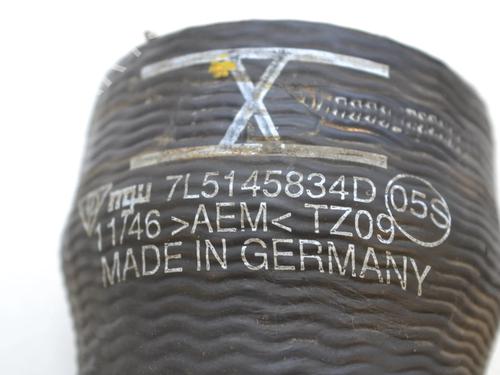 X
7L5145834D 05S
11/46 >AEM< TZ09
MADE IN GERMANY